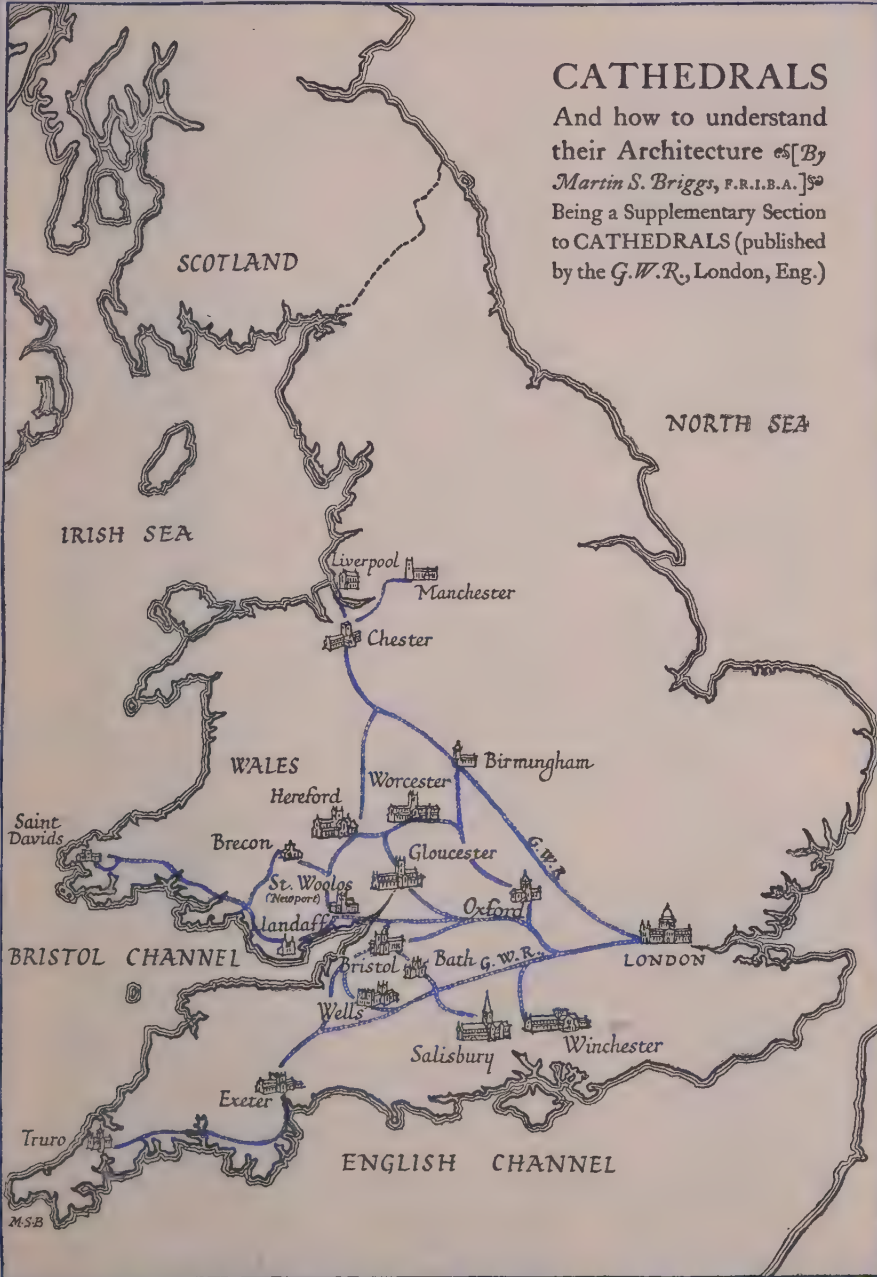 CATHEDRALS
And how to understand
their Architecture [By
Martin S. Briggs, F.R.I.B.A.]
Being a Supplementary Section
to CATHEDRALS (published
by the G.W.R., London, Eng.)
SCOTLAND
NORTH SEA
IRISH SEA
Liverpool
Manchester
Chester
WALES
Birmingham
Worcester
Hereford
Saint
Davids
Brecon
Gloucester
G.W.R
St. Woolos
(Newport)
Oxford
Llandaff
BRISTOL CHANNEL
Bristol
Bath
G.W.R.
LONDON
Wells
Salisbury
Winchester
Exeter
Truro
ENGLISH CHANNEL
M·S·B